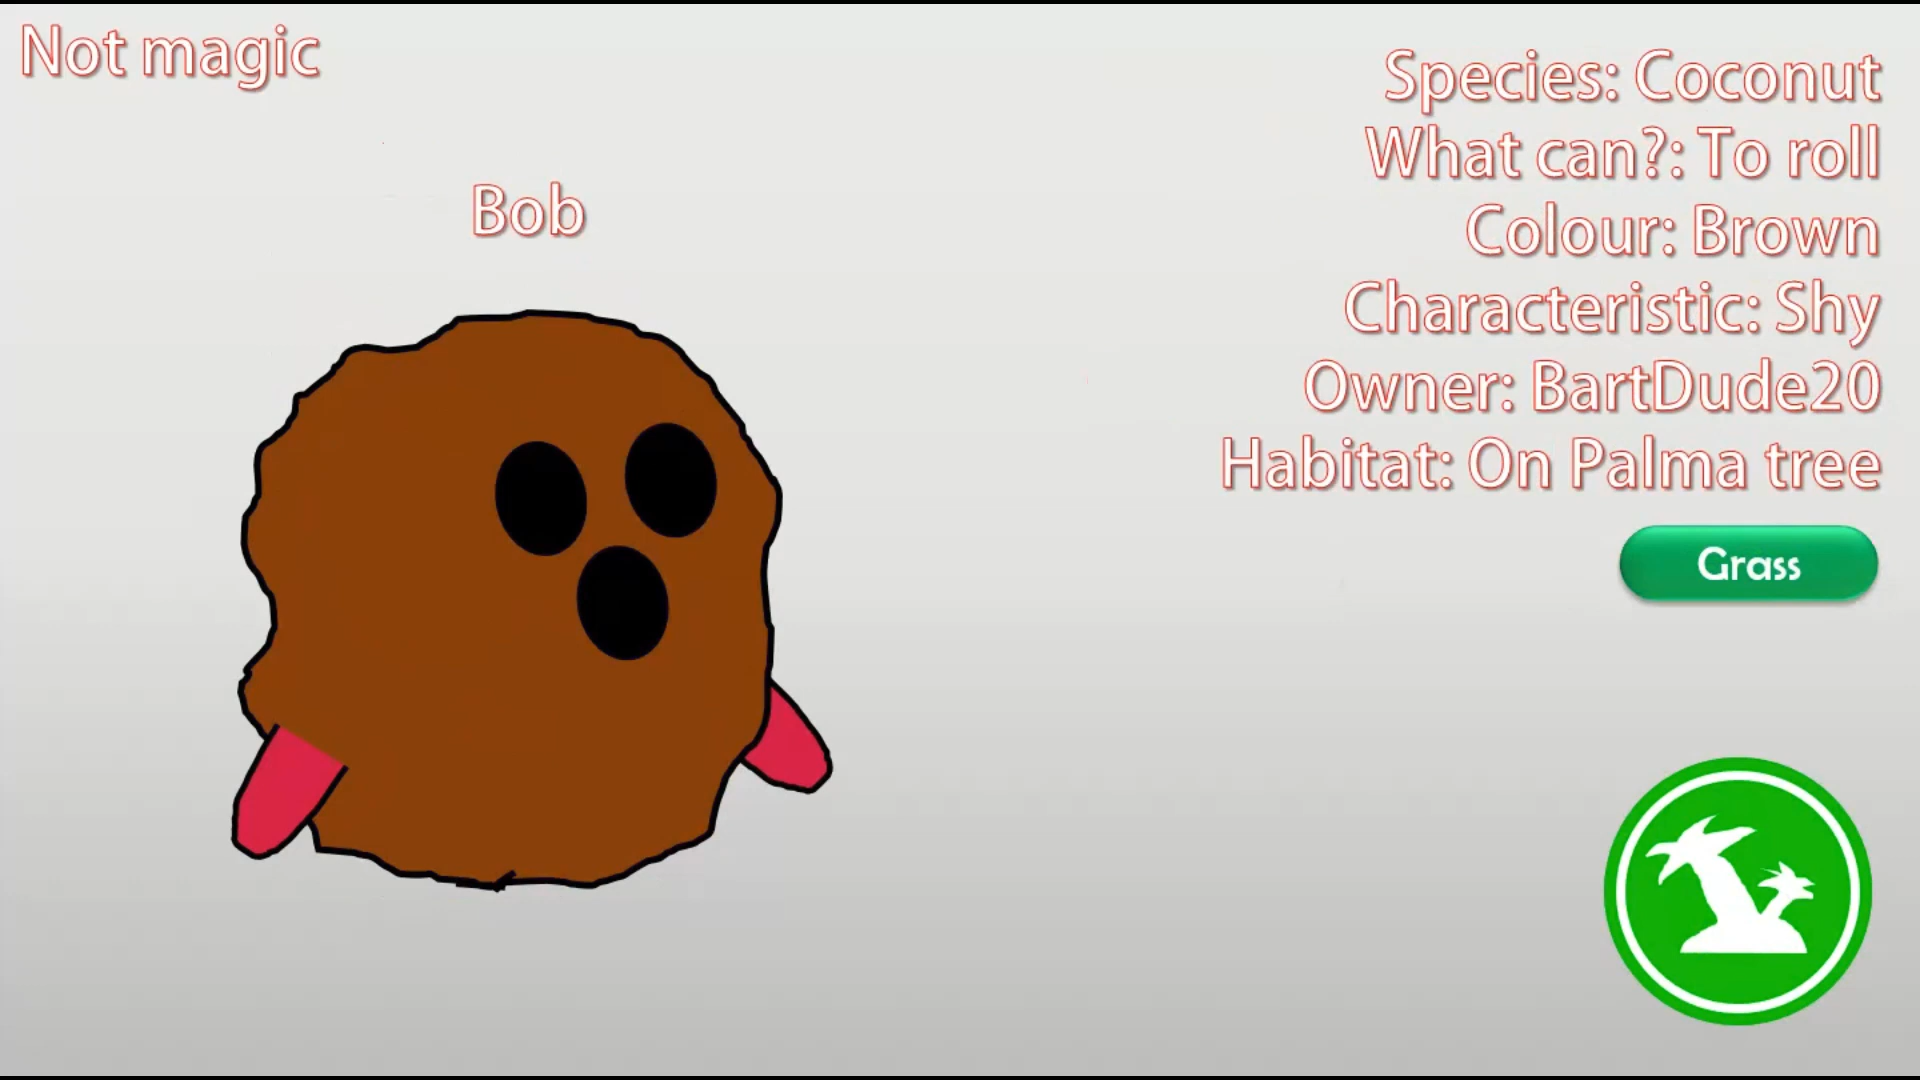 Not magic
Bob
Species: Coconut
What can?: To roll
Colour: Brown
Characteristic: Shy
Owner: BartDude20
Habitat: On Palma tree
Grass